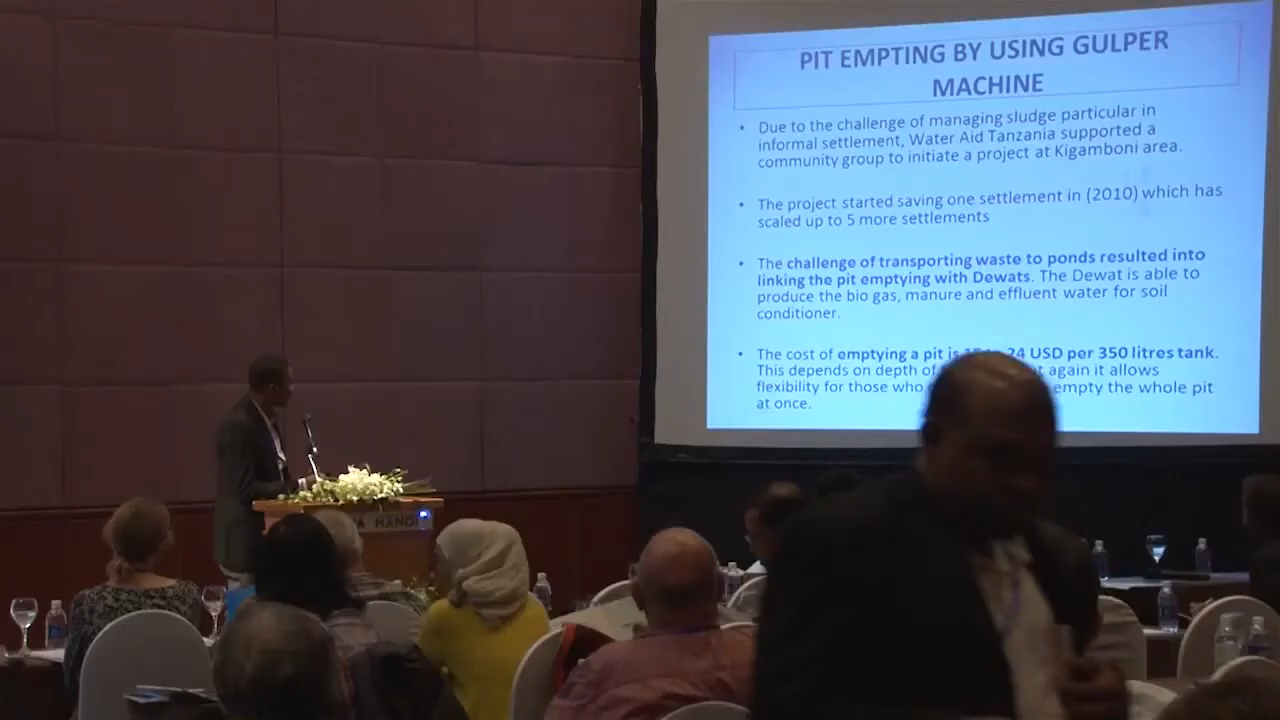 PIT EMPTING BY USING GULPER
MACHINE
• Due to the challenge of managing sludge particular in
informal settlement, Water Aid Tanzania supported a
community group to initiate a project at Kigamboni area.
• The project started saving one settlement in (2010) which has
scaled up to 5 more settlements
• The challenge of transporting waste to ponds resulted into
linking the pit emptying with Dewats. The Dewat is able to
produce the bio gas, manure and effluent water for soil
conditioner.
• The cost of emptying a pit is 24 USD per 350 litres tank.
This depends on depth of again it allows
flexibility for those who empty the whole pit
at once.
HANOI